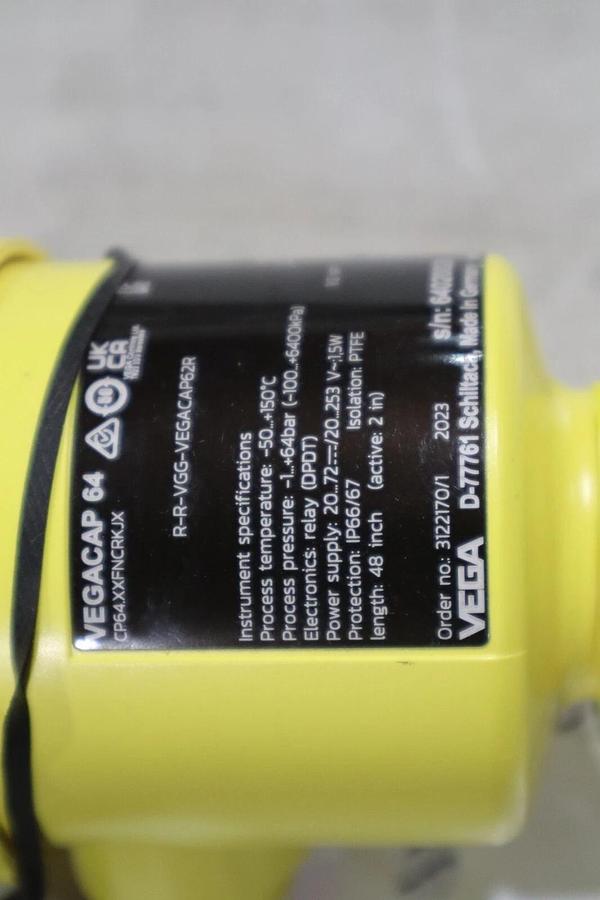 VEGACAP 64
CP64.XXFNCRKJX
UK
CA
R-R-VGG-VEGACAP62R
Instrument specifications
Process temperature: -50...+150°C
Process pressure: -1...+64bar (-100...+6400kPa)
Electronics: relay (DPDT)
Power supply: 20...72⎓/20...253 V~;1,5W
Protection: IP66/67 Isolation: PTFE
length: 48 inch (active: 2 in)
Order no.: 3122170/1 2023 s/n:
VEGA D-77761 Schiltach, Made in Germany